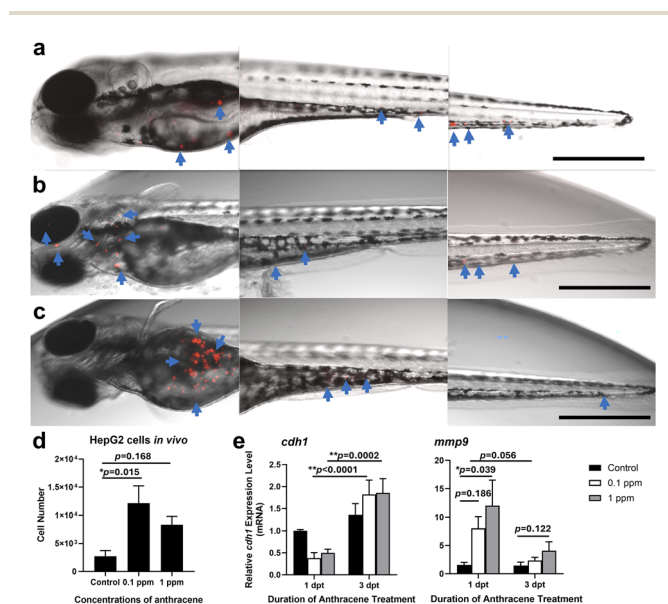 a
b
c
d
HepG2 cells in vivo
p=0.168
*p=0.015
2×10⁴
1.5×10⁴
1×10⁴
5×10³
0
Cell Number
Control 0.1 ppm 1 ppm
Concentrations of anthracene
e
cdh1
**p=0.0002
**p<0.0001
2.5
2.0
1.5
1.0
0.5
0.0
Relative cdh1 Expression Level
(mRNA)
1 dpt 3 dpt
Duration of Anthracene Treatment
mmp9
p=0.056
*p=0.039
p=0.186
p=0.122
20
15
10
5
0
1 dpt 3 dpt
Duration of Anthracene Treatment
Control
0.1 ppm
1 ppm